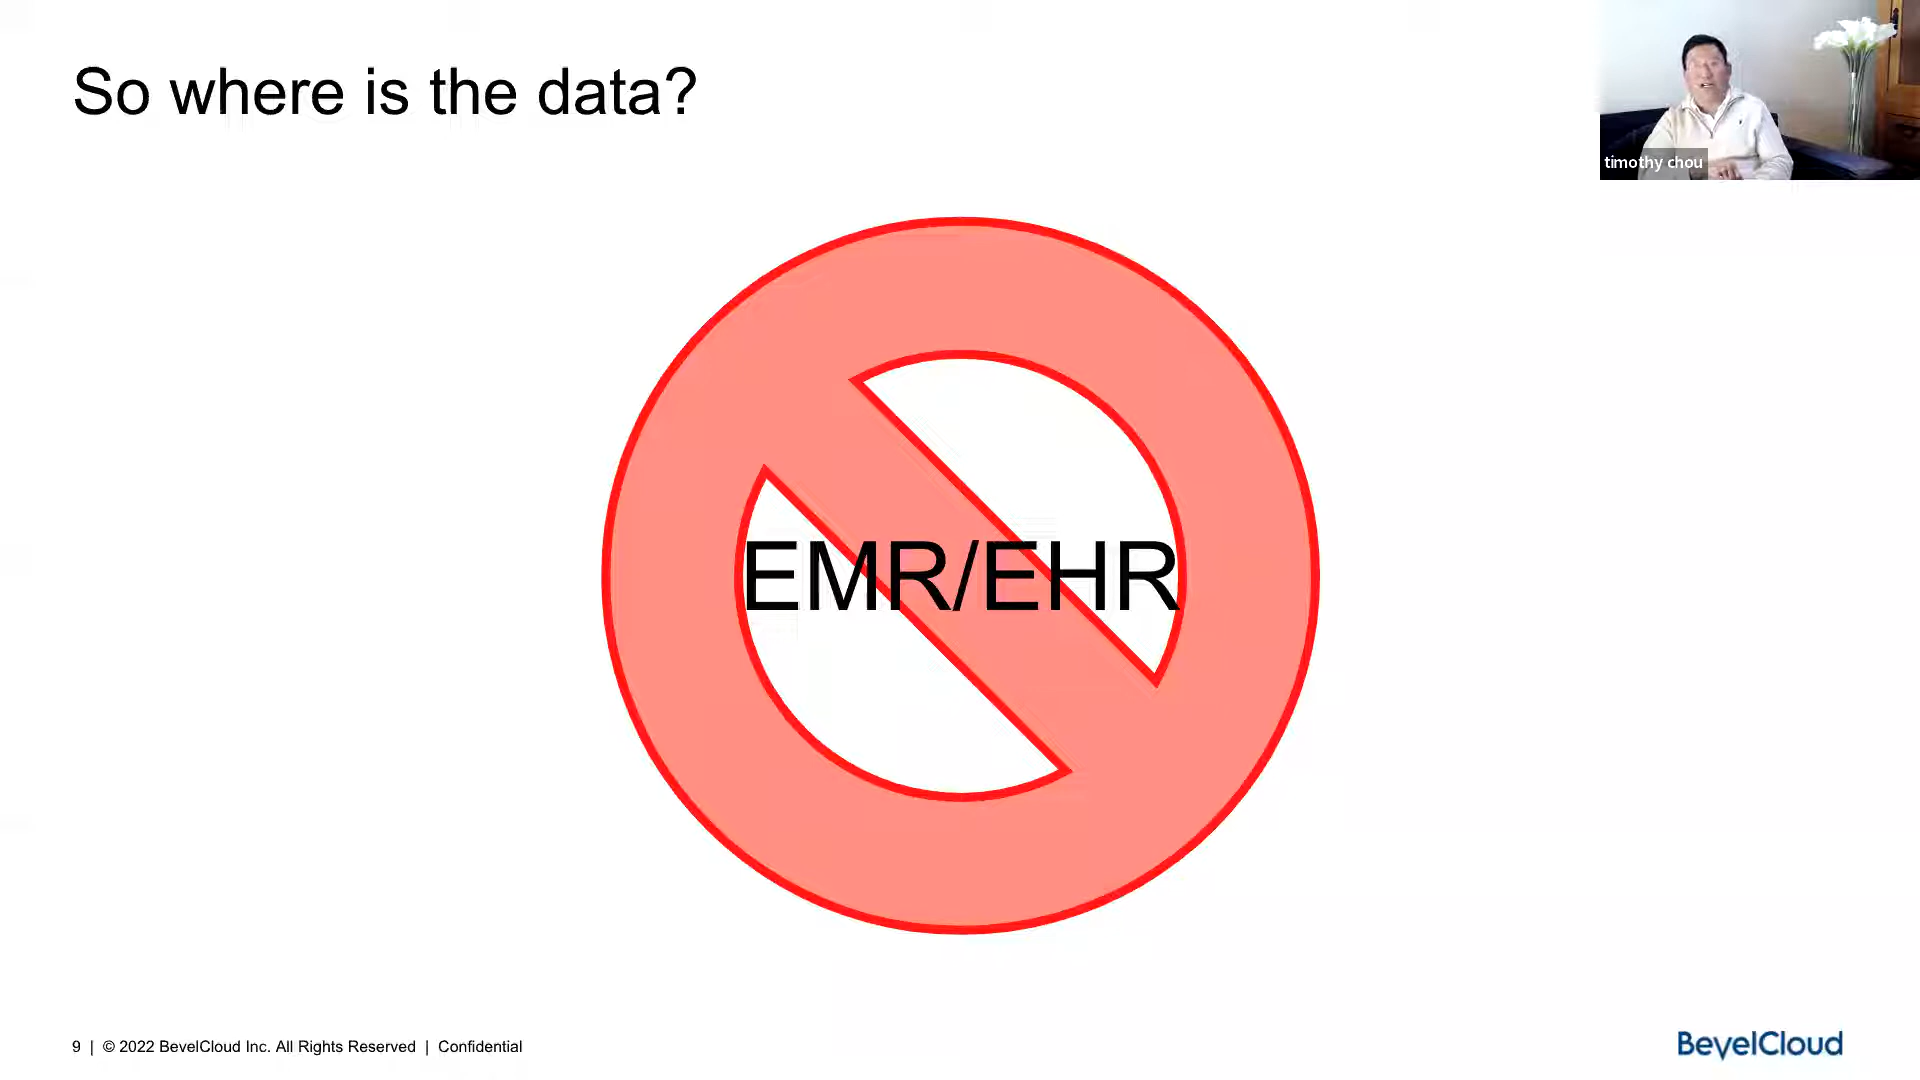 So where is the data?
timothy chou
EMR/EHR
9 | © 2022 BevelCloud Inc. All Rights Reserved | Confidential
BevelCloud